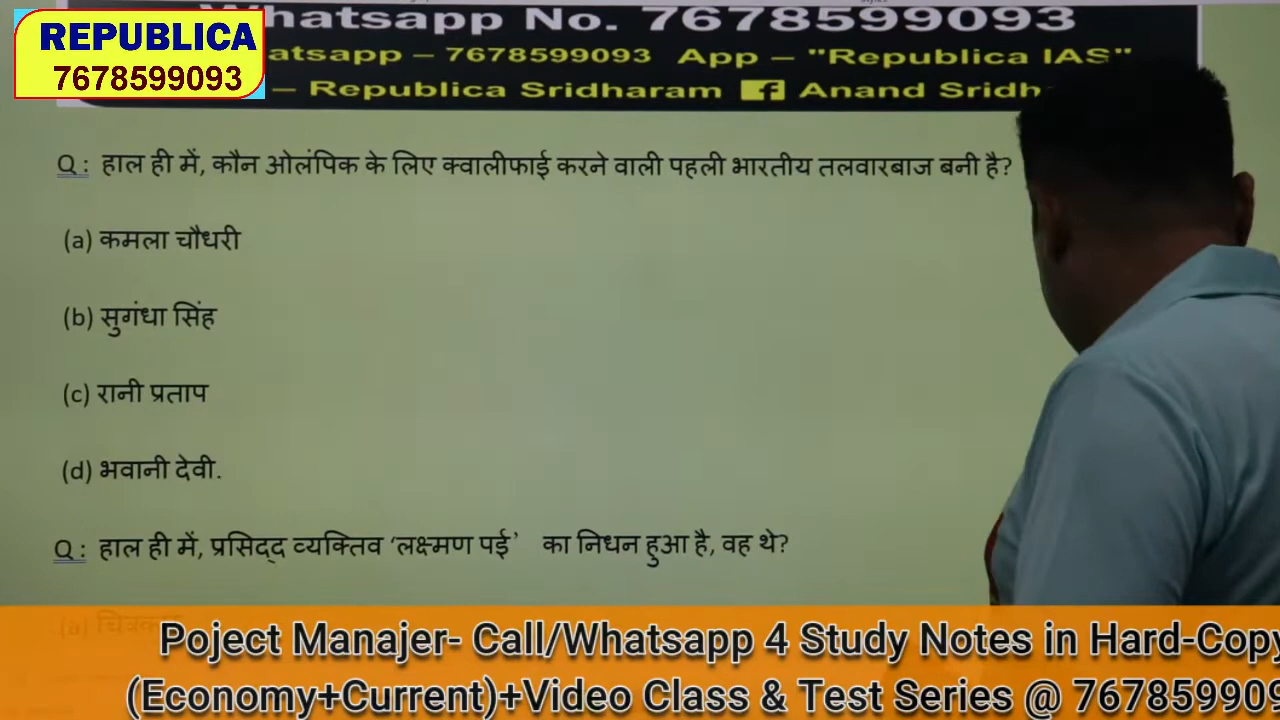 REPUBLICA
7678599093
Whatsapp No. 7678599093
atsapp – 7678599093 App – "Republica IAS"
– Republica Sridharam f Anand Sridh
Q : हाल ही में, कौन ओलंपिक के लिए क्वालीफाई करने वाली पहली भारतीय तलवारबाज बनी है?
(a) कमला चौधरी
(b) सुगंधा सिंह
(c) रानी प्रताप
(d) भवानी देवी.
Q : हाल ही में, प्रसिद्द व्यक्तिव ‘लक्ष्मण पई’ का निधन हुआ है, वह थे?
Poject Manajer- Call/Whatsapp 4 Study Notes in Hard-Copy
(Economy+Current)+Video Class & Test Series @ 767859909